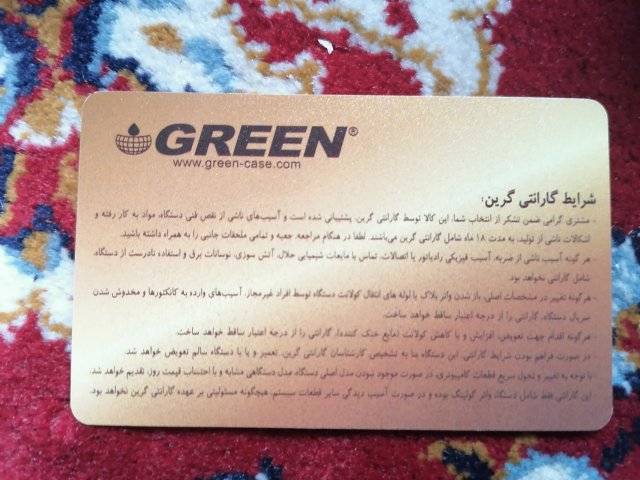 GREEN®
www.green-case.com
شرایط گارانتی گرین؛
- مشتری گرامی ضمن تشکر از انتخاب شما، این کالا توسط گارانتی گرین، پشتیبانی شده است و آسیب‌های ناشی از نقص فنی دستگاه، مواد به کار رفته و
اشکالات ناشی از تولید، به مدت ۱۸ ماه شامل گارانتی گرین می‌باشند. لطفا در هنگام مراجعه، جعبه و تمامی ملحقات جانبی را به همراه داشته باشید.
- هر گونه آسیب ناشی از ضربه، آسیب فیزیکی رادیاتور یا اتصالات، تماس با مایعات شیمیایی حلال، آتش سوزی، نوسانات برق و استفاده نادرست از دستگاه،
شامل گارانتی نخواهد بود.
- هر گونه تغییر در مشخصات اصلی، باز شدن واتر بلاک یا لوله های انتقال کولانت دستگاه توسط افراد غیرمجاز, آسیب‌های وارده به کانکتورها و مخدوش شدن
سریال دستگاه، گارانتی را از درجه اعتبار ساقط خواهد ساخت.
- هرگونه اقدام جهت تعویض، افزایش و یا کاهش کولانت (مایع خنک کننده)، گارانتی را از درجه اعتبار ساقط خواهد ساخت.
- در صورت فراهم بودن شرایط گارانتی، این دستگاه بنا به تشخیص کارشناسان گارانتی گرین، تعمیر و یا با دستگاه سالم تعویض خواهد شد.
- با توجه به تغییر و تحول سریع قطعات کامپیوتری، در صورت موجود نبودن مدل اصلی دستگاه، مدل دستگاهی مشابه و با احتساب قیمت روز، تقدیم خواهد شد.
- این گارانتی فقط شامل دستگاه واتر کولینگ بوده و در صورت آسیب دیدگی سایر قطعات سیستم، هیچگونه مسئولیتی بر عهده گارانتی گرین نخواهد بود.